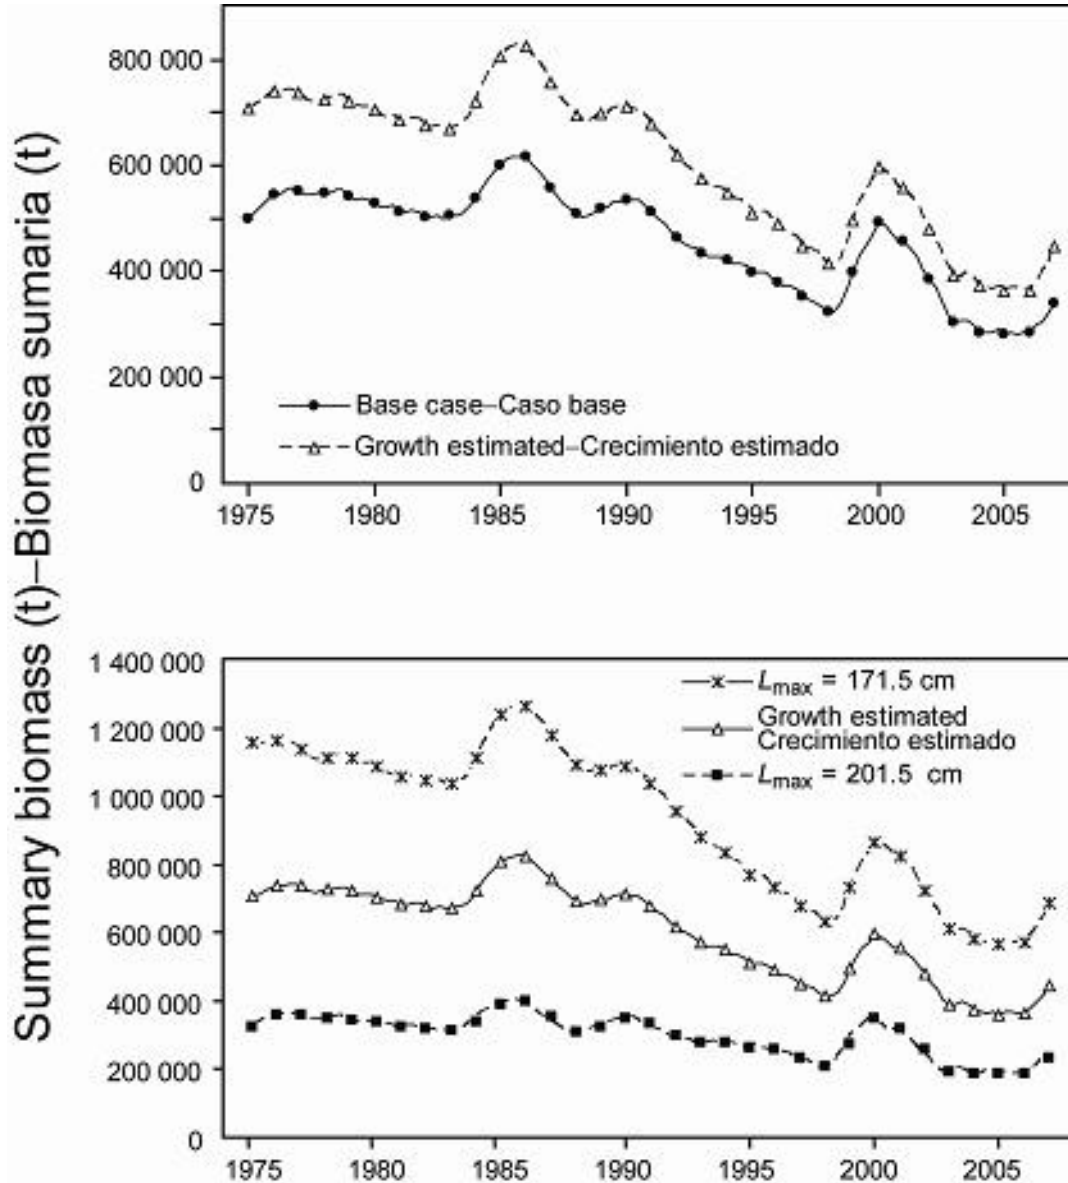 Summary biomass (t)–Biomasa sumaria (t)
800 000
600 000
400 000
200 000
0
Base case–Caso base
Growth estimated–Crecimiento estimado
1975 1980 1985 1990 1995 2000 2005
1 400 000
1 200 000
1 000 000
800 000
600 000
400 000
200 000
0
Lmax = 171.5 cm
Growth estimated
Crecimiento estimado
Lmax = 201.5 cm
1975 1980 1985 1990 1995 2000 2005